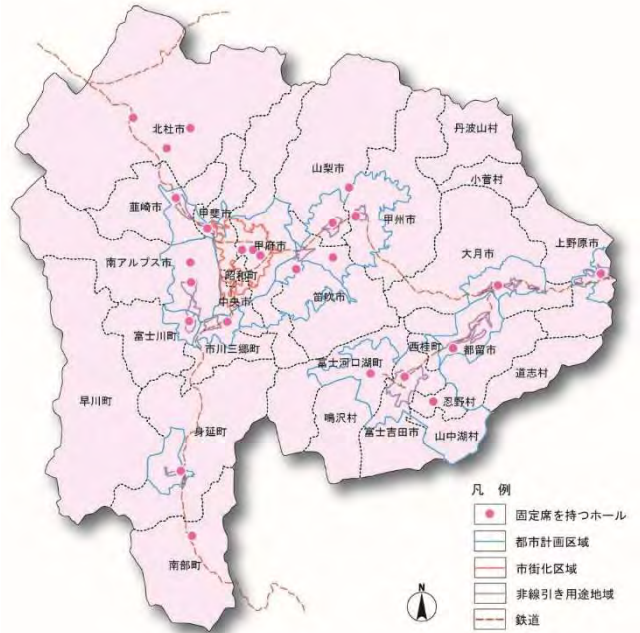 北杜市
丹波山村
山梨市
小菅村
韮崎市
甲斐市
甲州市
甲府市
上野原市
大月市
南アルプス市
昭和町
笛吹市
中央市
富士川町
市川三郷町
西桂町
都留市
富士河口湖町
道志村
早川町
忍野村
鳴沢村
身延町
富士吉田市
山中湖村
南部町
凡 例
固定席を持つホール
都市計画区域
市街化区域
非線引き用途地域
鉄道
N